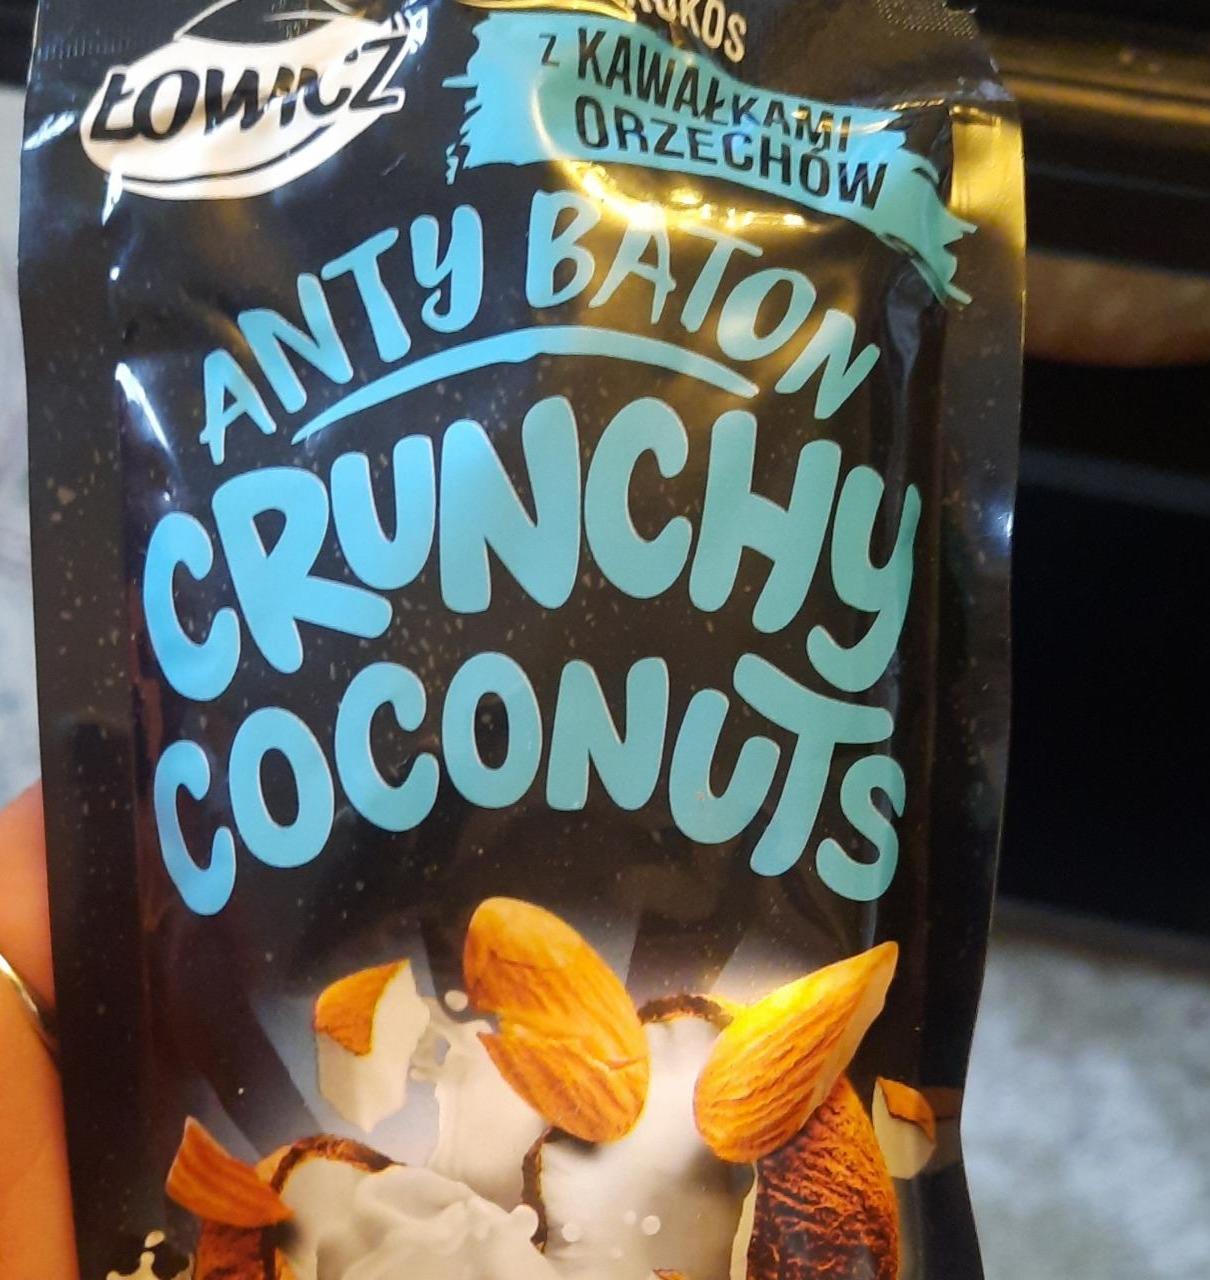 ŁOWICZ
KOKOS
Z KAWAŁKAMI
ORZECHÓW
ANTY BATON
CRUNCHY
COCONUTS